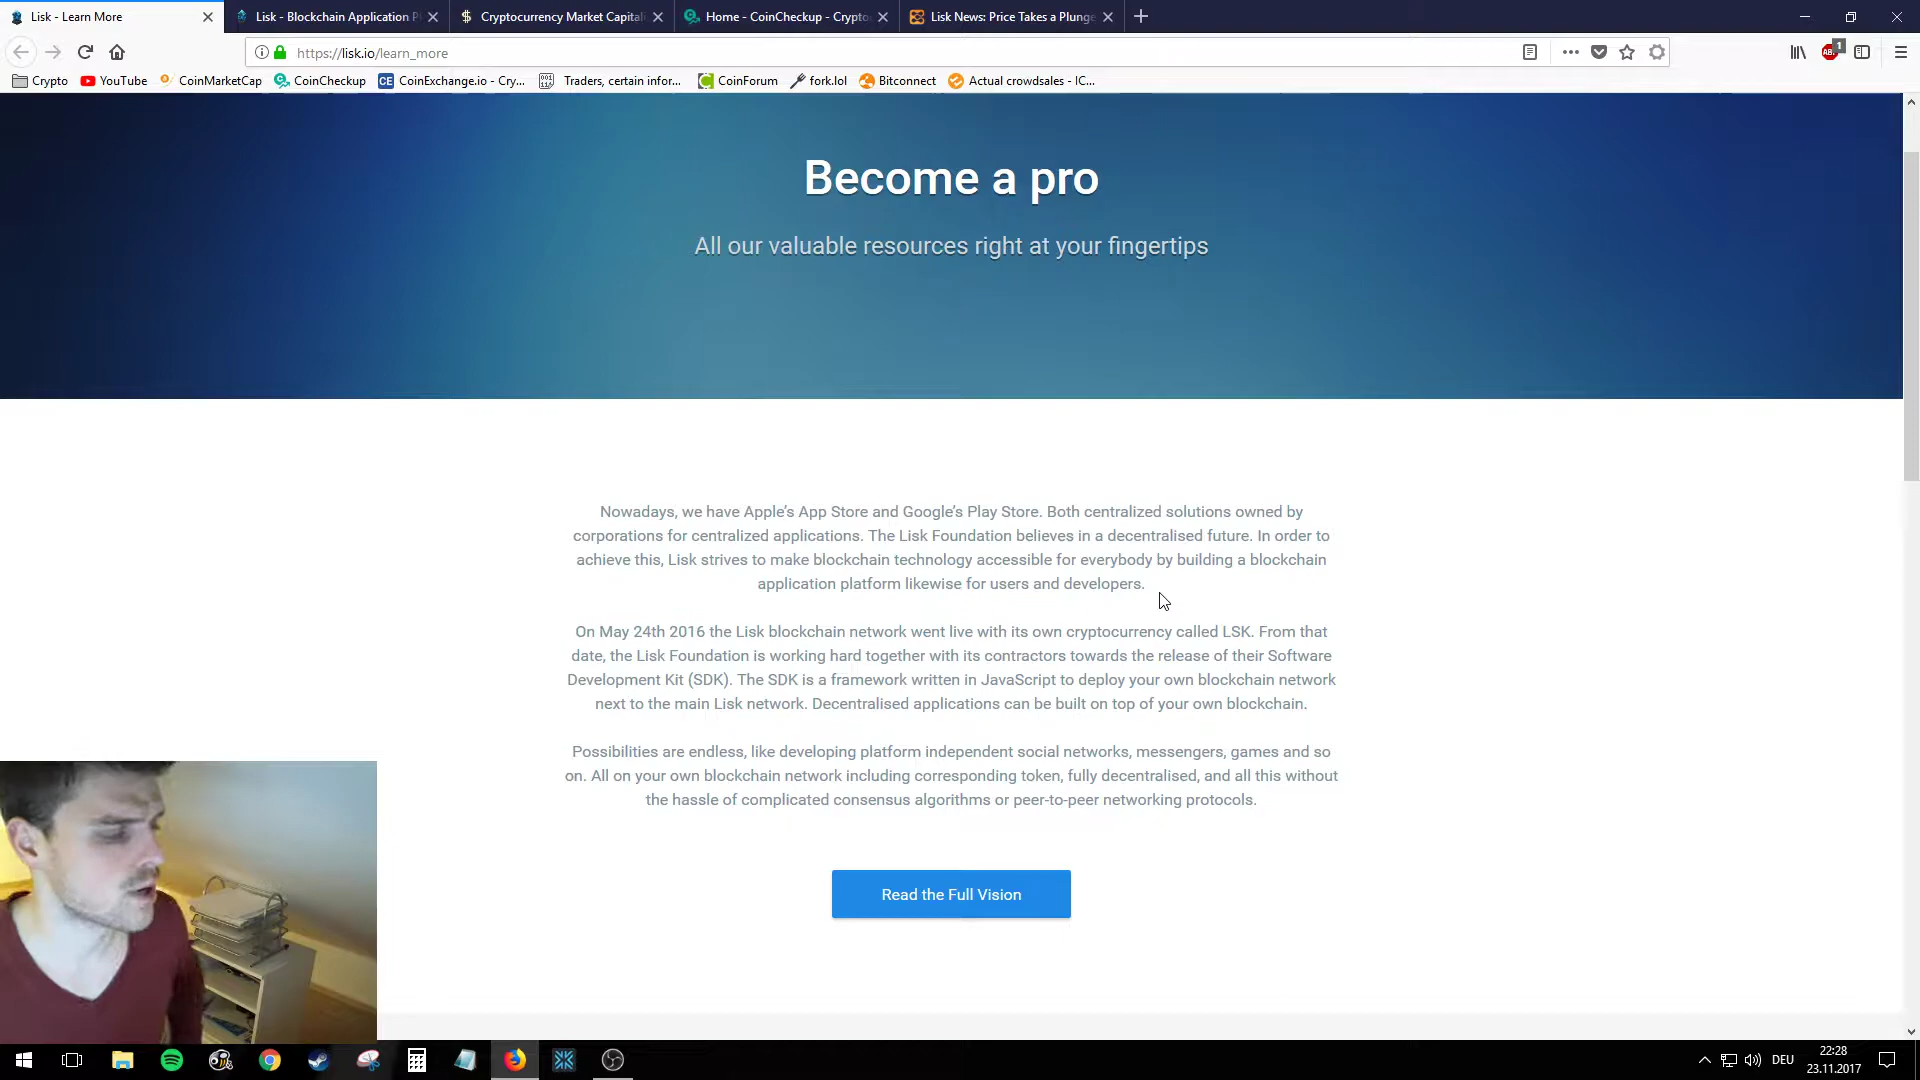 Lisk - Learn More
Lisk - Blockchain Application P
Cryptocurrency Market Capital
Home - CoinCheckup - Crypto
Lisk News: Price Takes a Plunge
https://lisk.io/learn_more
1
Crypto
YouTube
CoinMarketCap
CoinCheckup
CoinExchange.io - Cry...
Traders, certain infor...
CoinForum
fork.lol
Bitconnect
Actual crowdsales - IC...
Become a pro
All our valuable resources right at your fingertips
Nowadays, we have Apple's App Store and Google's Play Store. Both centralized solutions owned by
corporations for centralized applications. The Lisk Foundation believes in a decentralised future. In order to
achieve this, Lisk strives to make blockchain technology accessible for everybody by building a blockchain
application platform likewise for users and developers.
On May 24th 2016 the Lisk blockchain network went live with its own cryptocurrency called LSK. From that
date, the Lisk Foundation is working hard together with its contractors towards the release of their Software
Development Kit (SDK). The SDK is a framework written in JavaScript to deploy your own blockchain network
next to the main Lisk network. Decentralised applications can be built on top of your own blockchain.
Possibilities are endless, like developing platform independent social networks, messengers, games and so
on. All on your own blockchain network including corresponding token, fully decentralised, and all this without
the hassle of complicated consensus algorithms or peer-to-peer networking protocols.
Read the Full Vision
DEU
22:28
23.11.2017